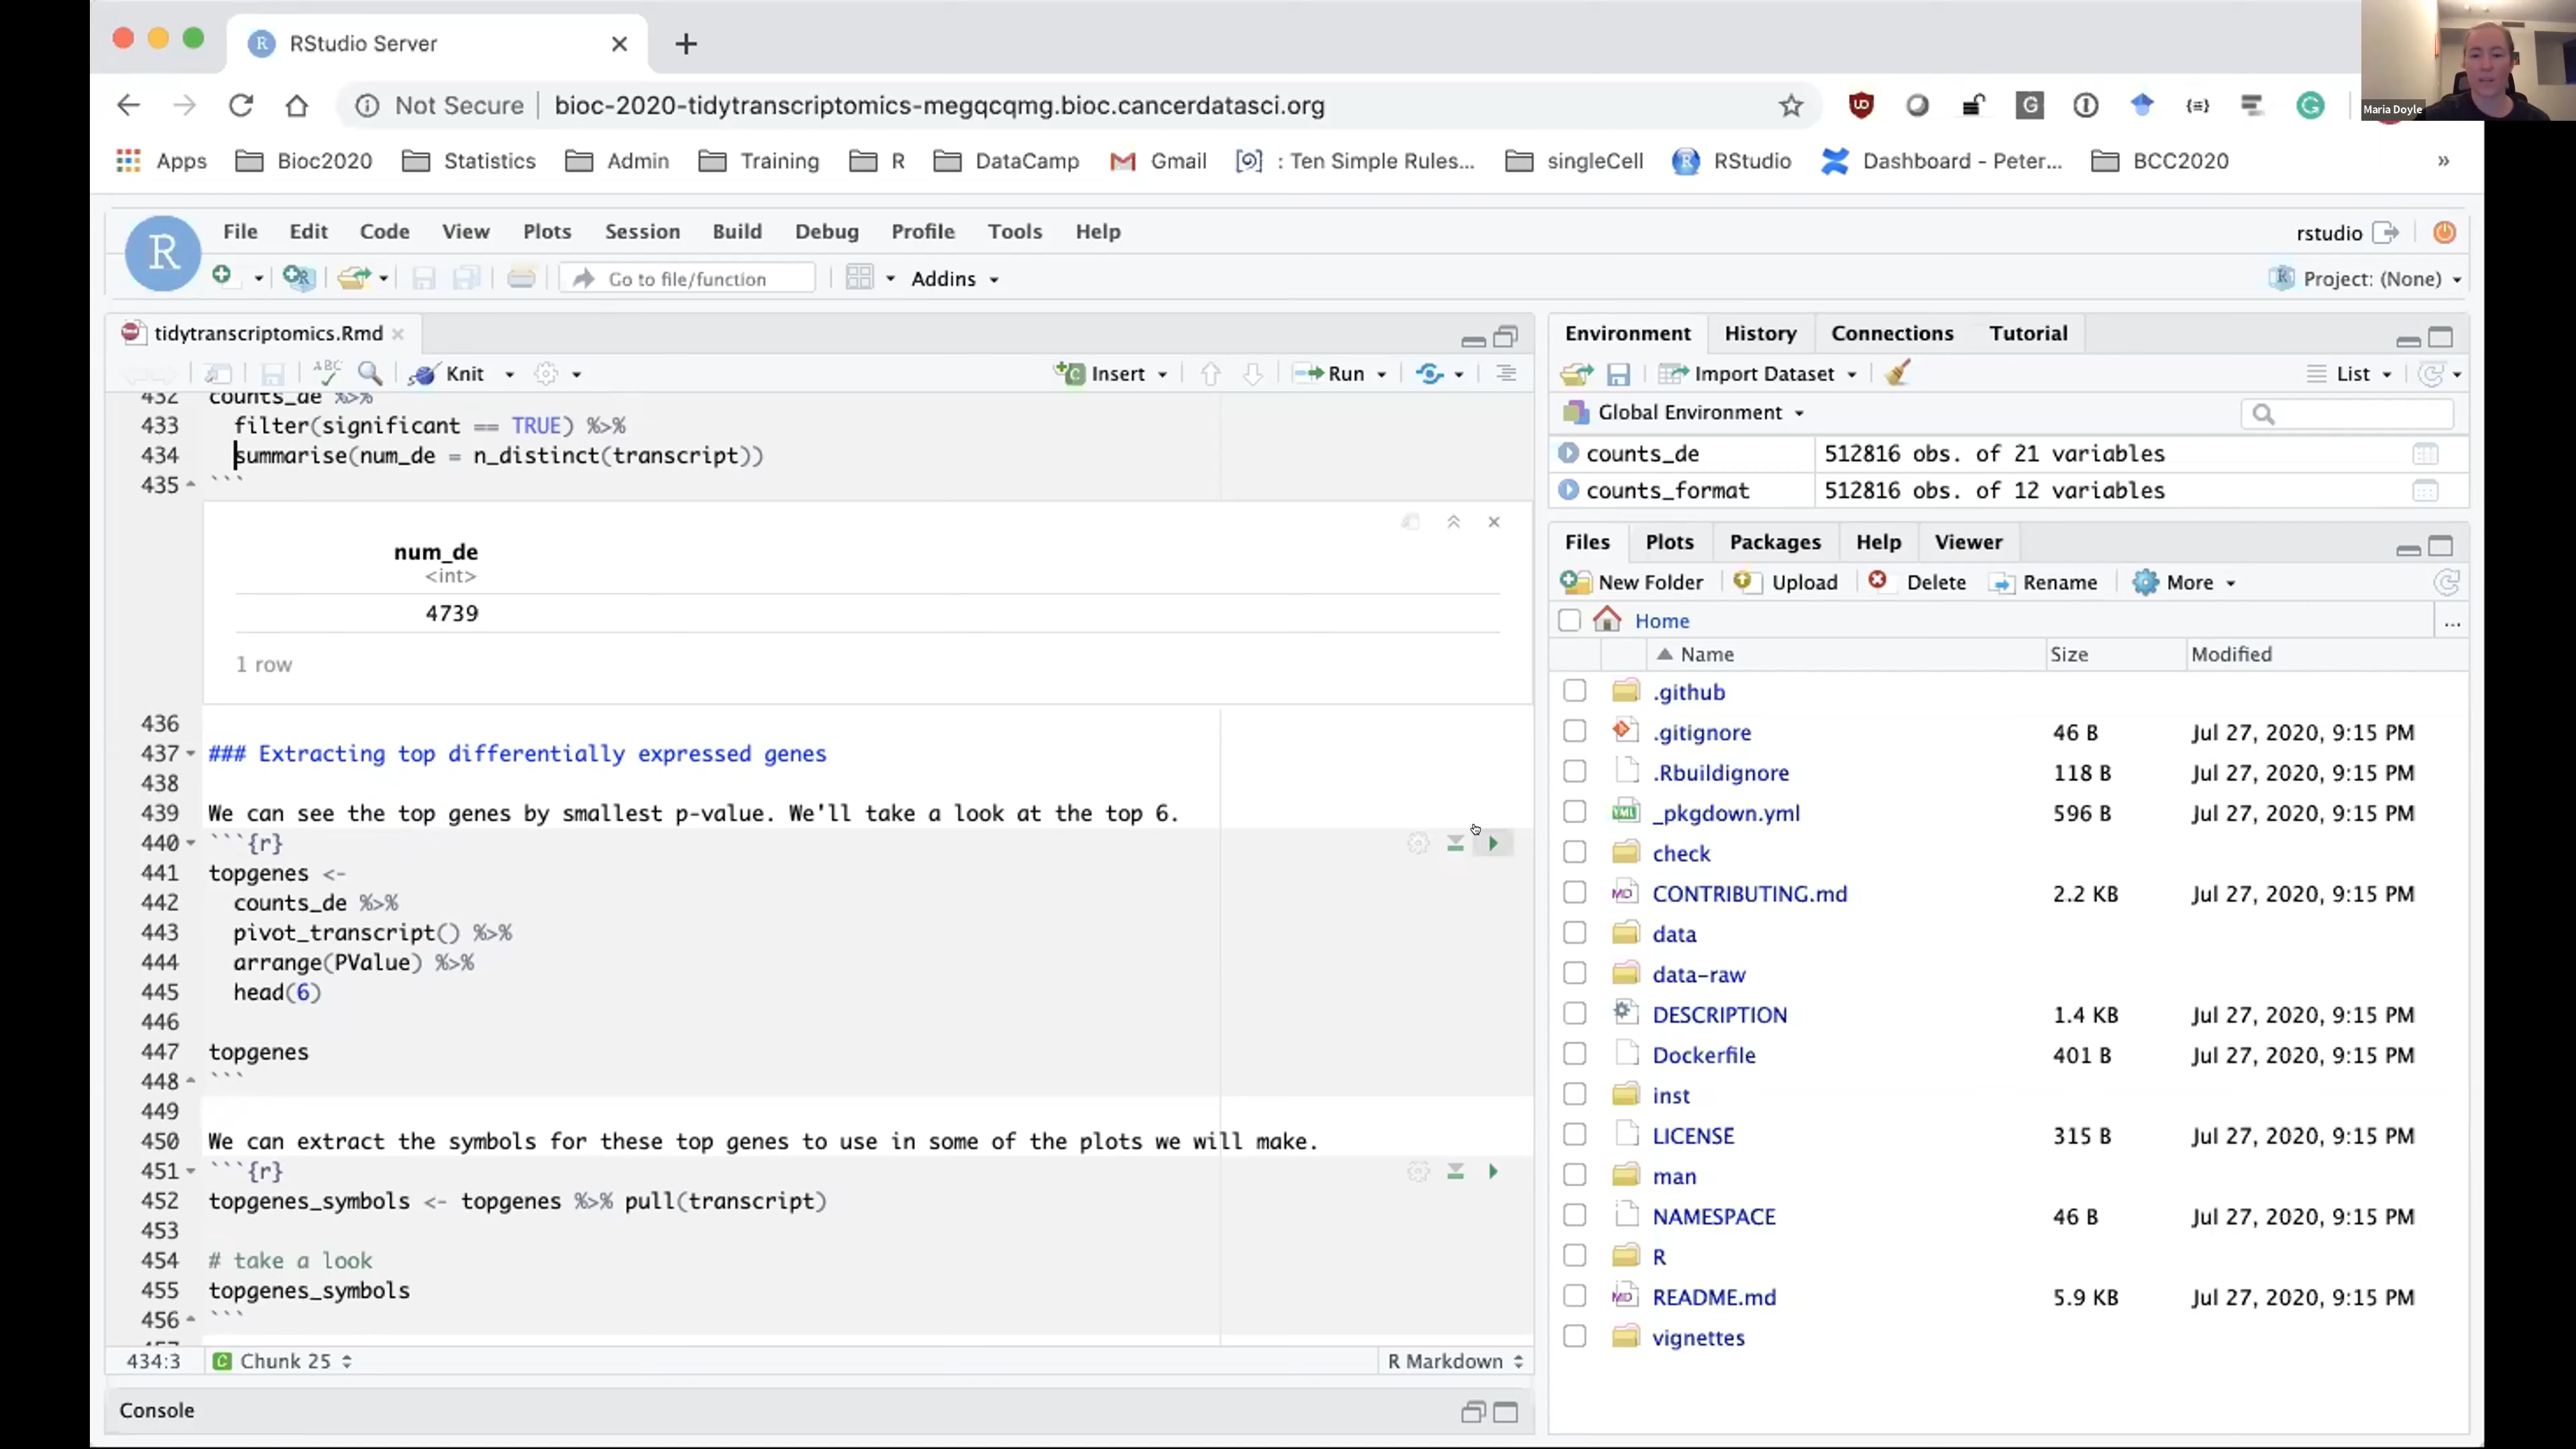 RStudio Server
Maria Doyle
Not Secure
bioc-2020-tidytranscriptomics-megqcqmg.bioc.cancerdatasci.org
Apps Bioc2020 Statistics Admin Training R DataCamp Gmail : Ten Simple Rules... singleCell RStudio Dashboard - Peter... BCC2020 »
File Edit Code View Plots Session Build Debug Profile Tools Help
rstudio
Go to file/function
Addins
Project: (None)
tidytranscriptomics.Rmd
ABC
Knit
Insert
Run
432 counts_de %>%
433 filter(significant == TRUE) %>%
434 summarise(num_de = n_distinct(transcript))
435 ```
num_de
<int>
4739
1 row
436
437 ### Extracting top differentially expressed genes
438
439 We can see the top genes by smallest p-value. We'll take a look at the top 6.
440 ```{r}
441 topgenes <-
442 counts_de %>%
443 pivot_transcript() %>%
444 arrange(PValue) %>%
445 head(6)
446
447 topgenes
448 ```
449
450 We can extract the symbols for these top genes to use in some of the plots we will make.
451 ```{r}
452 topgenes_symbols <- topgenes %>% pull(transcript)
453
454 # take a look
455 topgenes_symbols
456 ```
434:3
Chunk 25
R Markdown
Console
Environment History Connections Tutorial
Import Dataset
List
Global Environment
counts_de 512816 obs. of 21 variables
counts_format 512816 obs. of 12 variables
Files Plots Packages Help Viewer
New Folder Upload Delete Rename More
Home
...
Name Size Modified
.github
.gitignore 46 B Jul 27, 2020, 9:15 PM
.Rbuildignore 118 B Jul 27, 2020, 9:15 PM
_pkgdown.yml 596 B Jul 27, 2020, 9:15 PM
check
CONTRIBUTING.md 2.2 KB Jul 27, 2020, 9:15 PM
data
data-raw
DESCRIPTION 1.4 KB Jul 27, 2020, 9:15 PM
Dockerfile 401 B Jul 27, 2020, 9:15 PM
inst
LICENSE 315 B Jul 27, 2020, 9:15 PM
man
NAMESPACE 46 B Jul 27, 2020, 9:15 PM
R
README.md 5.9 KB Jul 27, 2020, 9:15 PM
vignettes